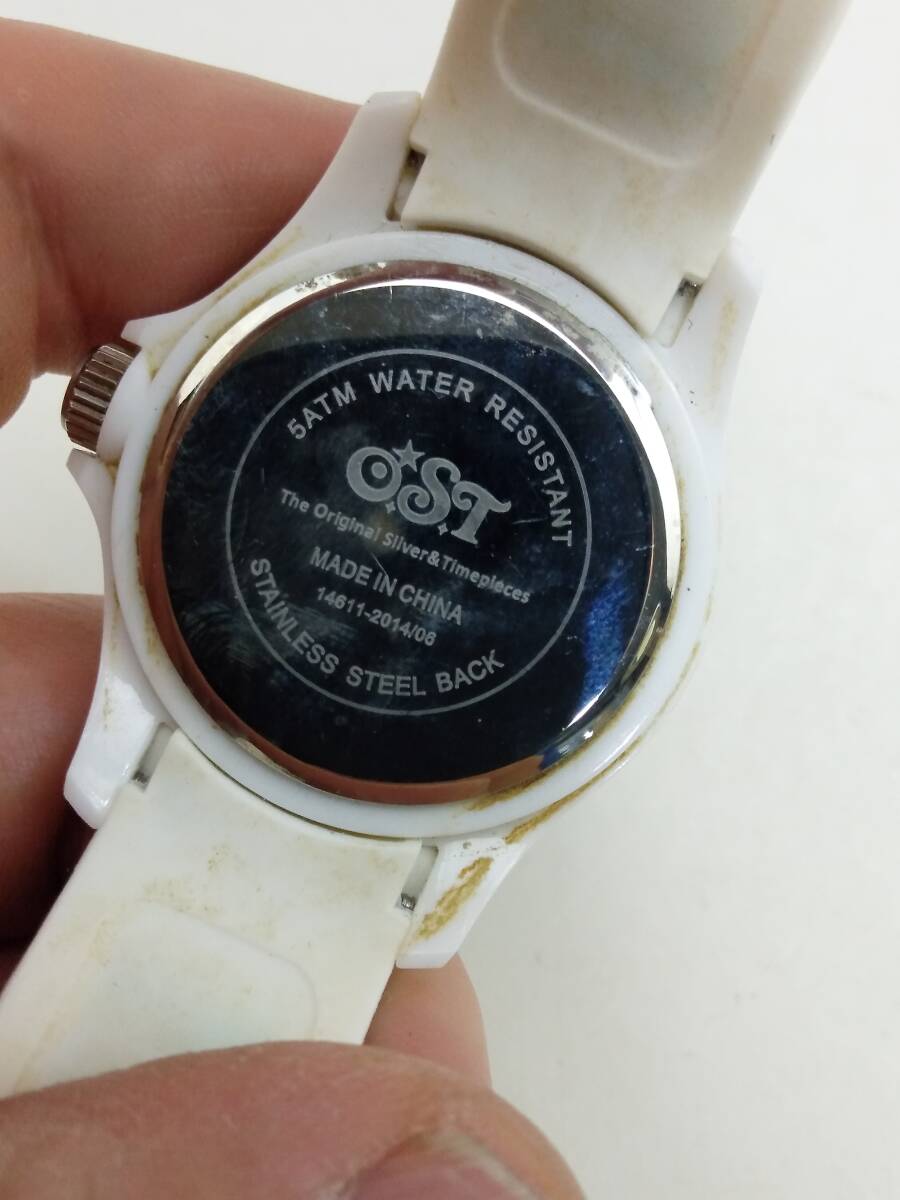 5ATM WATER RESISTANT
O.S.T
The Original Silver&Timepieces
MADE IN CHINA
14611-2014/06
STAINLESS STEEL BACK